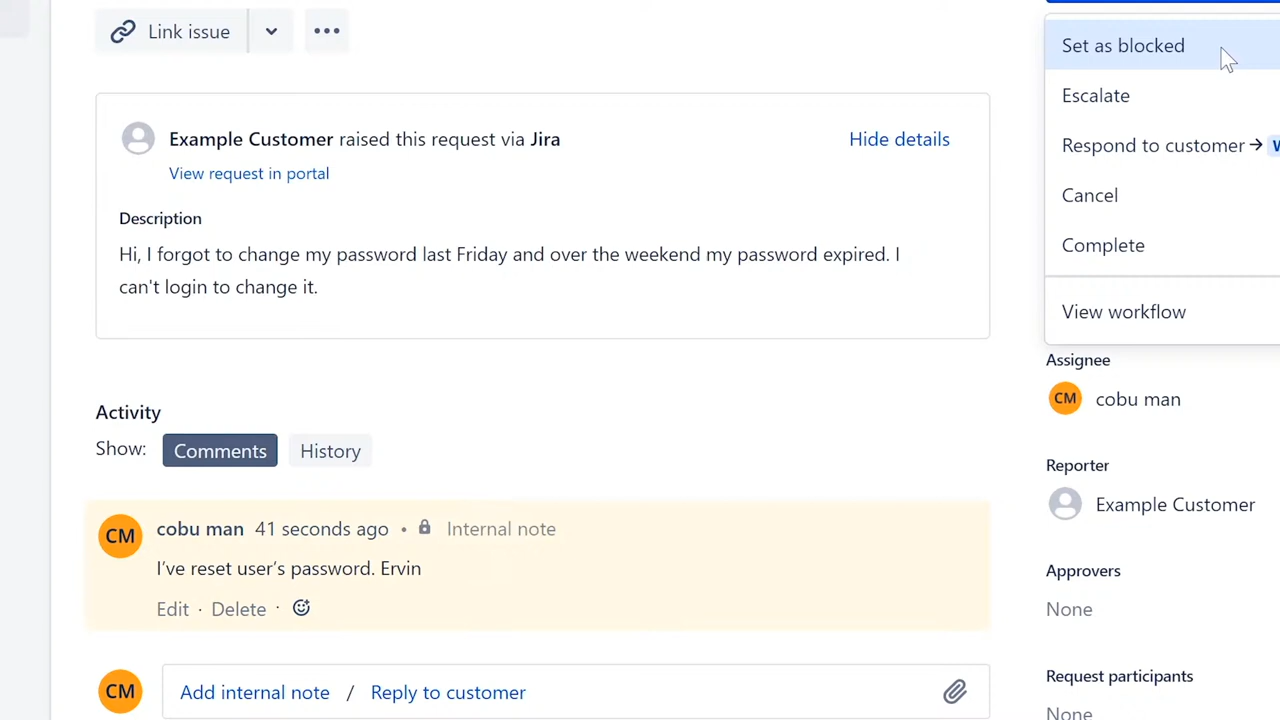 Link issue
Example Customer raised this request via Jira
Hide details
View request in portal
Description
Hi, I forgot to change my password last Friday and over the weekend my password expired. I
can't login to change it.
Activity
Show: Comments History
CM cobu man 41 seconds ago • Internal note
I've reset user's password. Ervin
Edit · Delete ·
CM Add internal note / Reply to customer
Set as blocked
Escalate
Respond to customer → W
Cancel
Complete
View workflow
Assignee
CM cobu man
Reporter
Example Customer
Approvers
None
Request participants
None